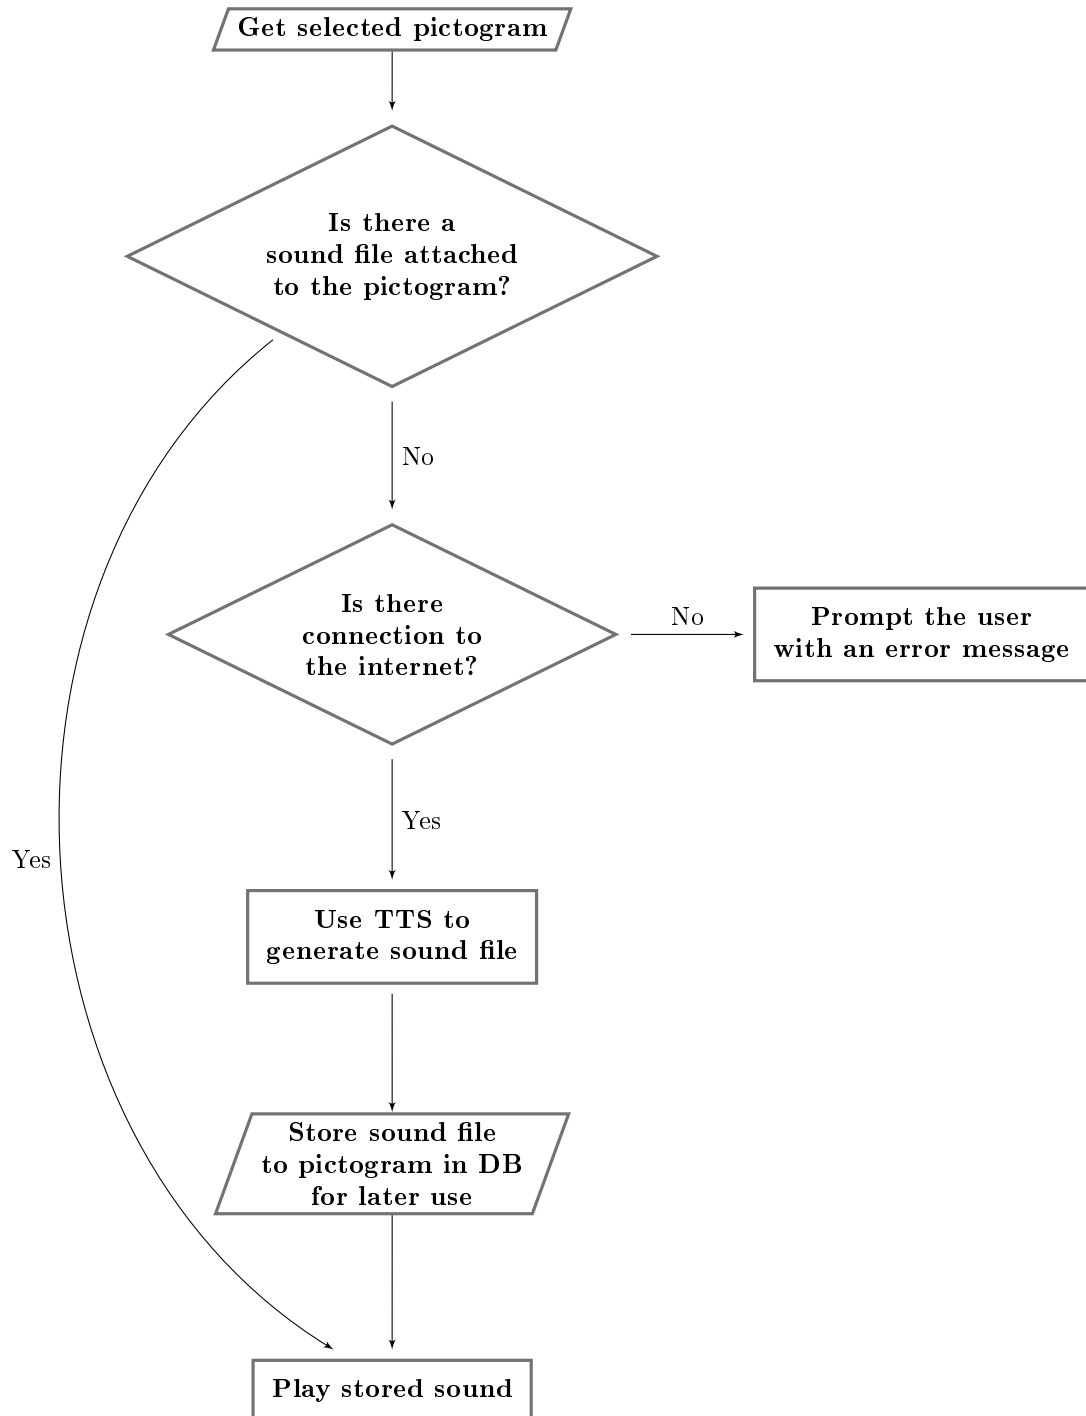 Get selected pictogram
Is there a
sound file attached
to the pictogram?
No
Is there
connection to
the internet?
No
Prompt the user
with an error message
Yes
Yes
Use TTS to
generate sound file
Store sound file
to pictogram in DB
for later use
Play stored sound